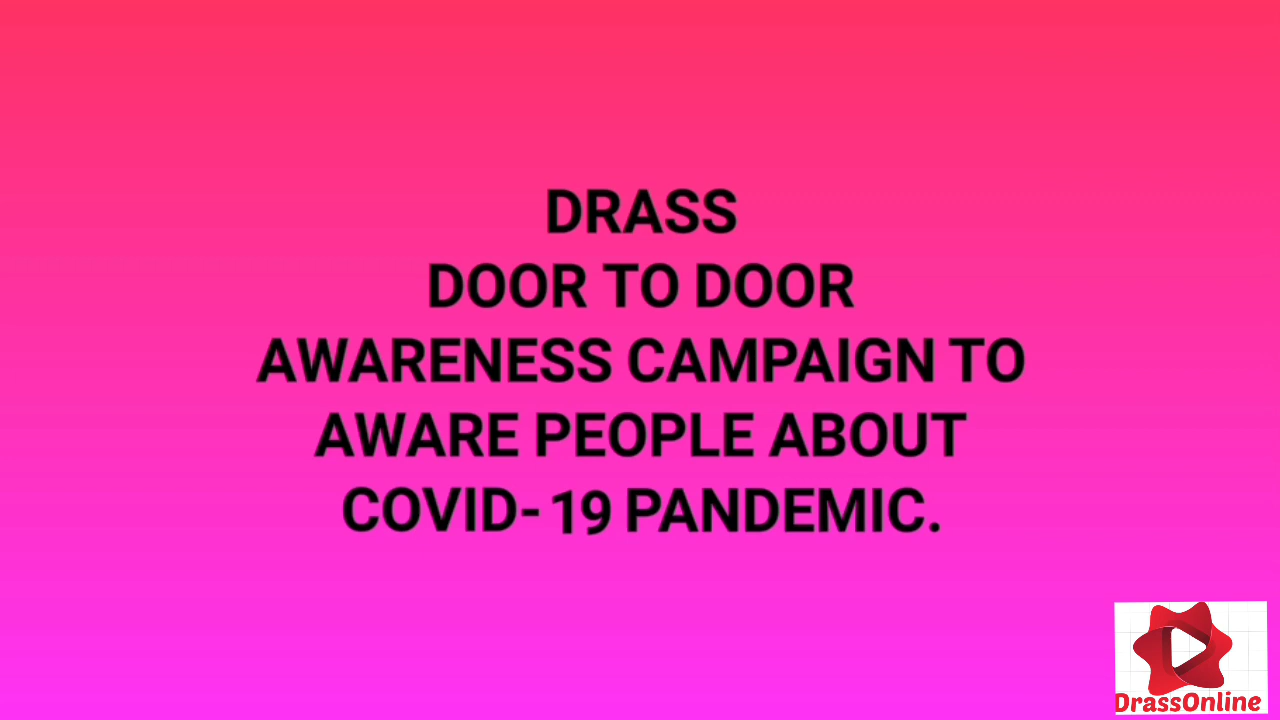 DRASS
DOOR TO DOOR
AWARENESS CAMPAIGN TO
AWARE PEOPLE ABOUT
COVID- 19 PANDEMIC.
DrassOnline